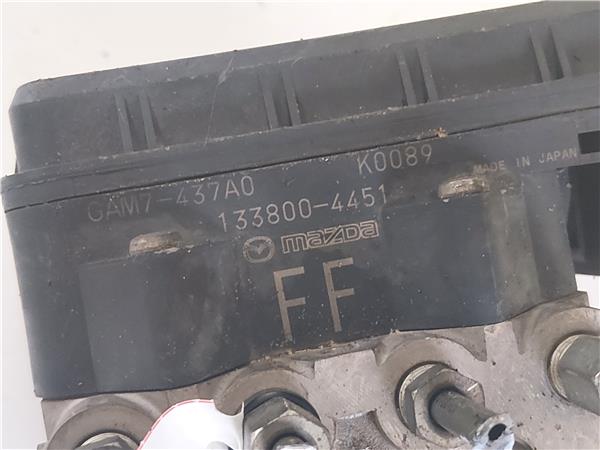 GAM7-437A0 K0089 MADE IN JAPAN
133800-4451
mazda
FF